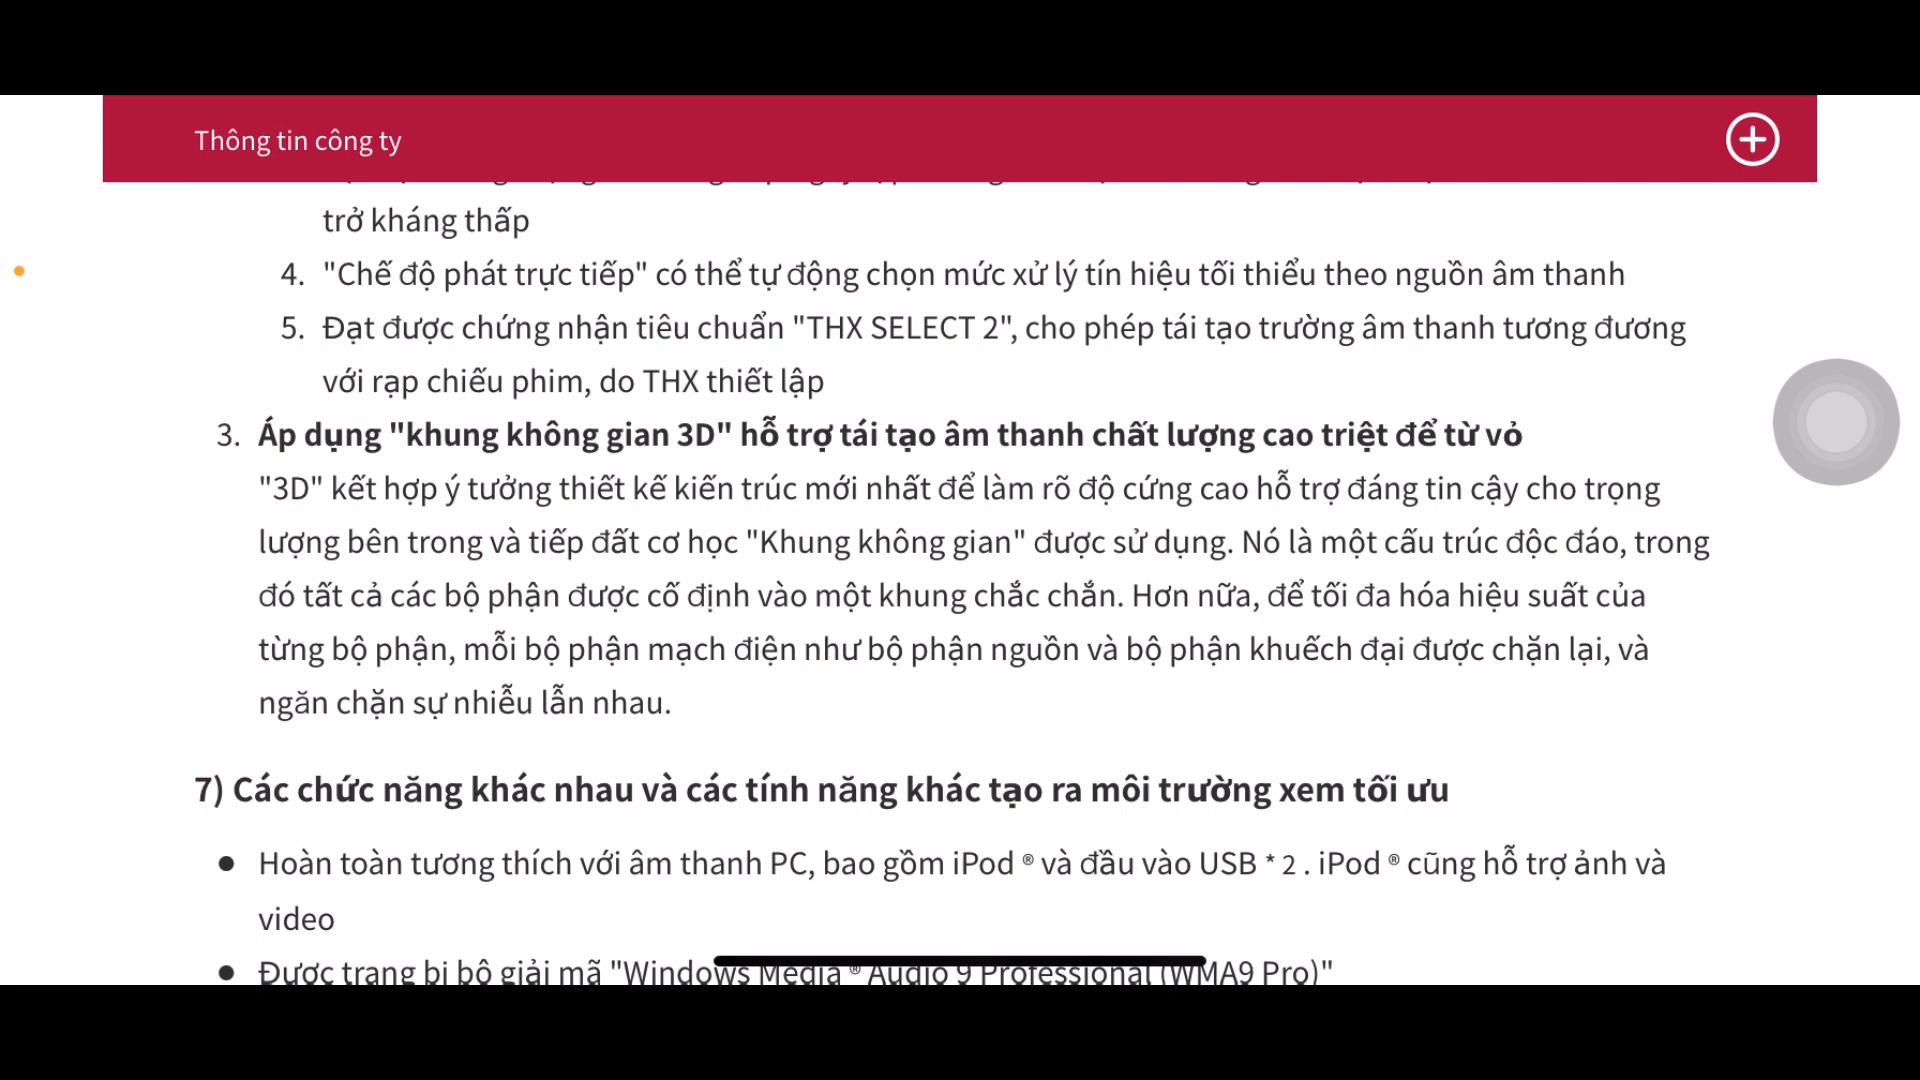 Thông tin công ty
trở kháng thấp
4. "Chế độ phát trực tiếp" có thể tự động chọn mức xử lý tín hiệu tối thiểu theo nguồn âm thanh
5. Đạt được chứng nhận tiêu chuẩn "THX SELECT 2", cho phép tái tạo trường âm thanh tương đương
với rạp chiếu phim, do THX thiết lập
3. Áp dụng "khung không gian 3D" hỗ trợ tái tạo âm thanh chất lượng cao triệt để từ vỏ
"3D" kết hợp ý tưởng thiết kế kiến trúc mới nhất để làm rõ độ cứng cao hỗ trợ đáng tin cậy cho trọng
lượng bên trong và tiếp đất cơ học "Khung không gian" được sử dụng. Nó là một cấu trúc độc đáo, trong
đó tất cả các bộ phận được cố định vào một khung chắc chắn. Hơn nữa, để tối đa hóa hiệu suất của
từng bộ phận, mỗi bộ phận mạch điện như bộ phận nguồn và bộ phận khuếch đại được chặn lại, và
ngăn chặn sự nhiễu lẫn nhau.
7) Các chức năng khác nhau và các tính năng khác tạo ra môi trường xem tối ưu
● Hoàn toàn tương thích với âm thanh PC, bao gồm iPod ® và đầu vào USB * 2 . iPod ® cũng hỗ trợ ảnh và
video
● Được trang bị bộ giải mã "Windows Media ® Audio 9 Professional (WMA9 Pro)"